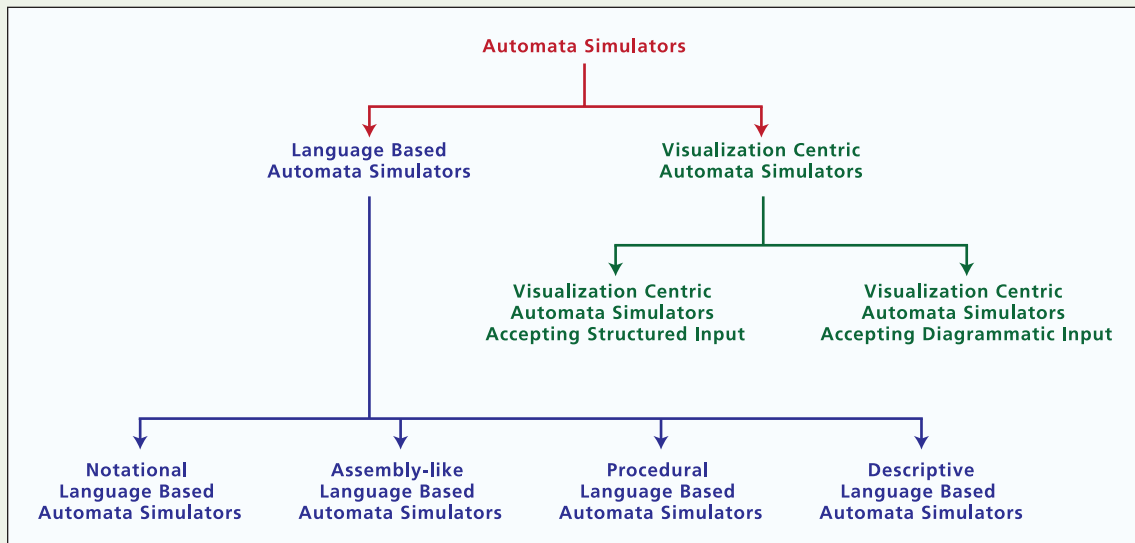 Automata Simulators
Language Based
Automata Simulators
Visualization Centric
Automata Simulators
Visualization Centric
Automata Simulators
Accepting Structured Input
Visualization Centric
Automata Simulators
Accepting Diagrammatic Input
Notational
Language Based
Automata Simulators
Assembly-like
Language Based
Automata Simulators
Procedural
Language Based
Automata Simulators
Descriptive
Language Based
Automata Simulators